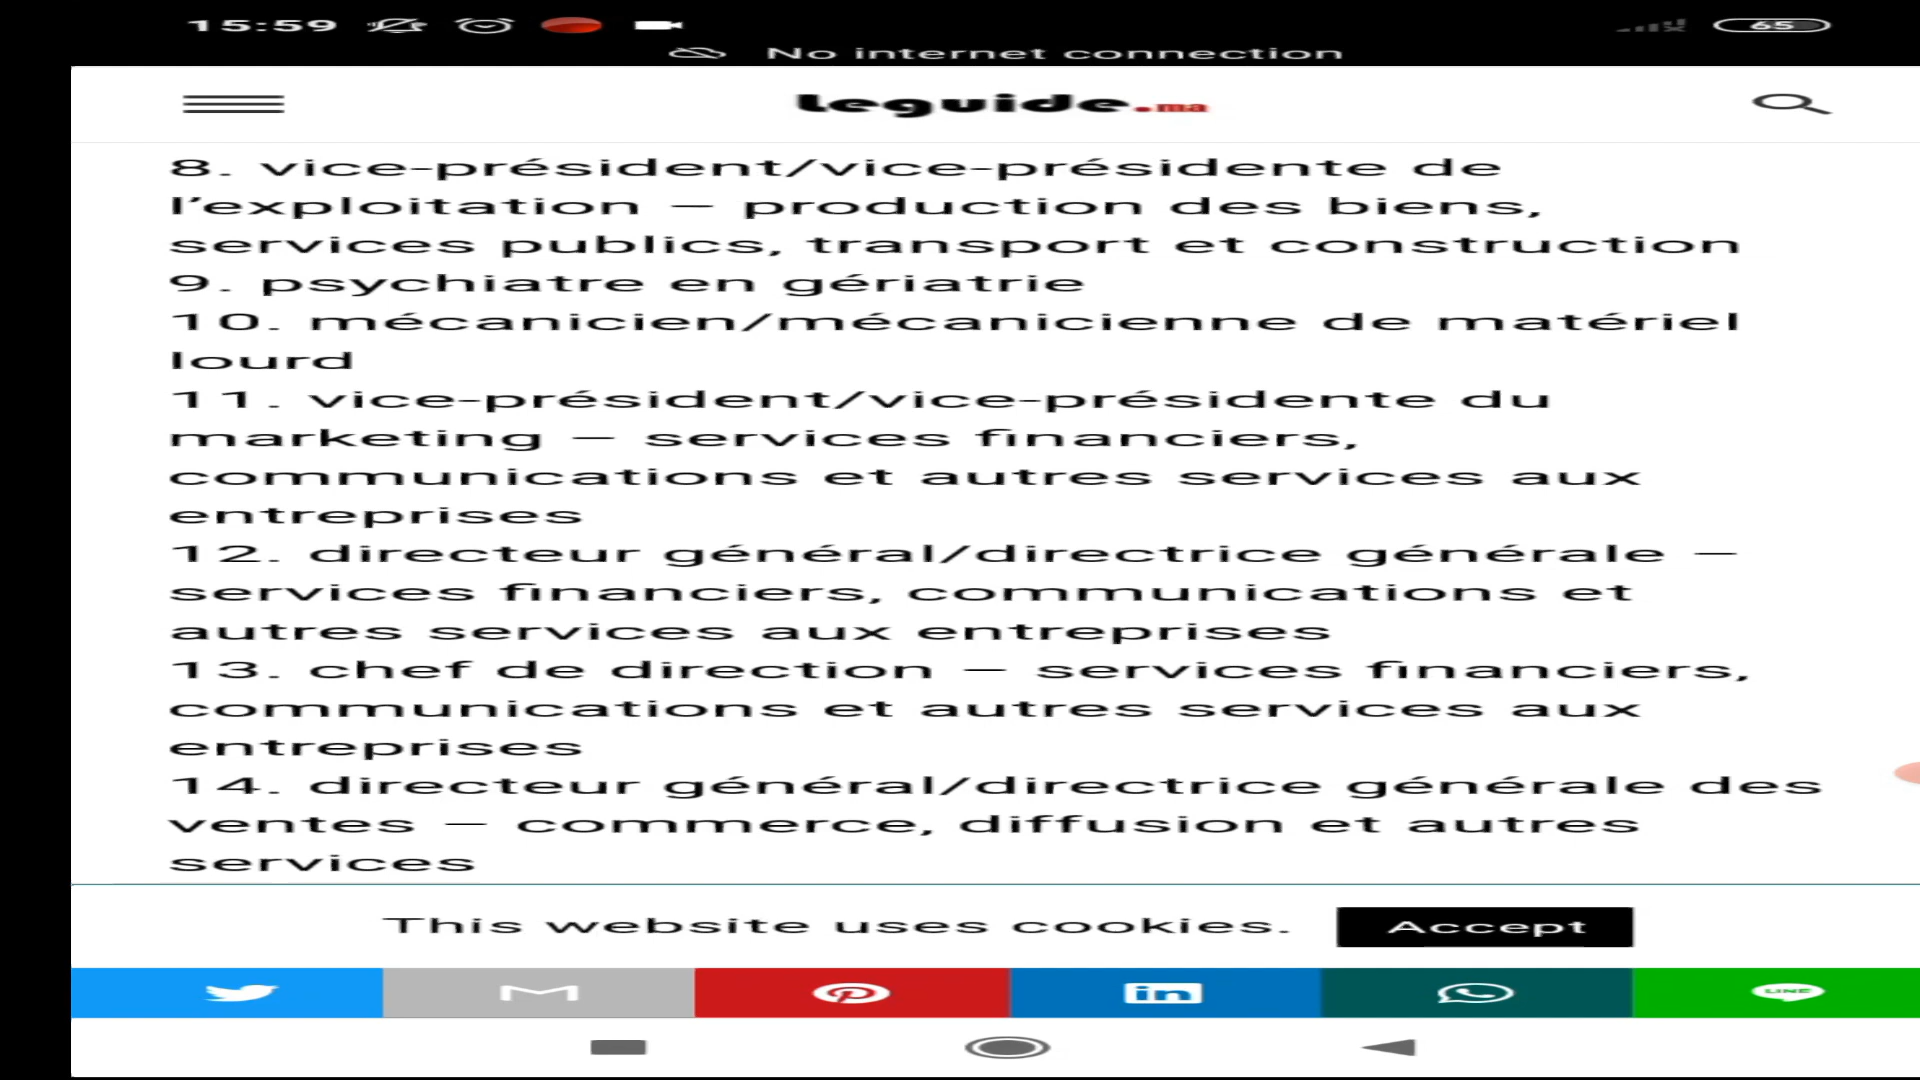 15:59
65
No internet connection
leguide.ma
8. vice-président/vice-présidente de
l’exploitation – production des biens,
services publics, transport et construction
9. psychiatre en gériatrie
10. mécanicien/mécanicienne de matériel
lourd
11. vice-président/vice-présidente du
marketing – services financiers,
communications et autres services aux
entreprises
12. directeur général/directrice générale –
services financiers, communications et
autres services aux entreprises
13. chef de direction – services financiers,
communications et autres services aux
entreprises
14. directeur général/directrice générale des
ventes – commerce, diffusion et autres
services
This website uses cookies.
Accept
in
LINE